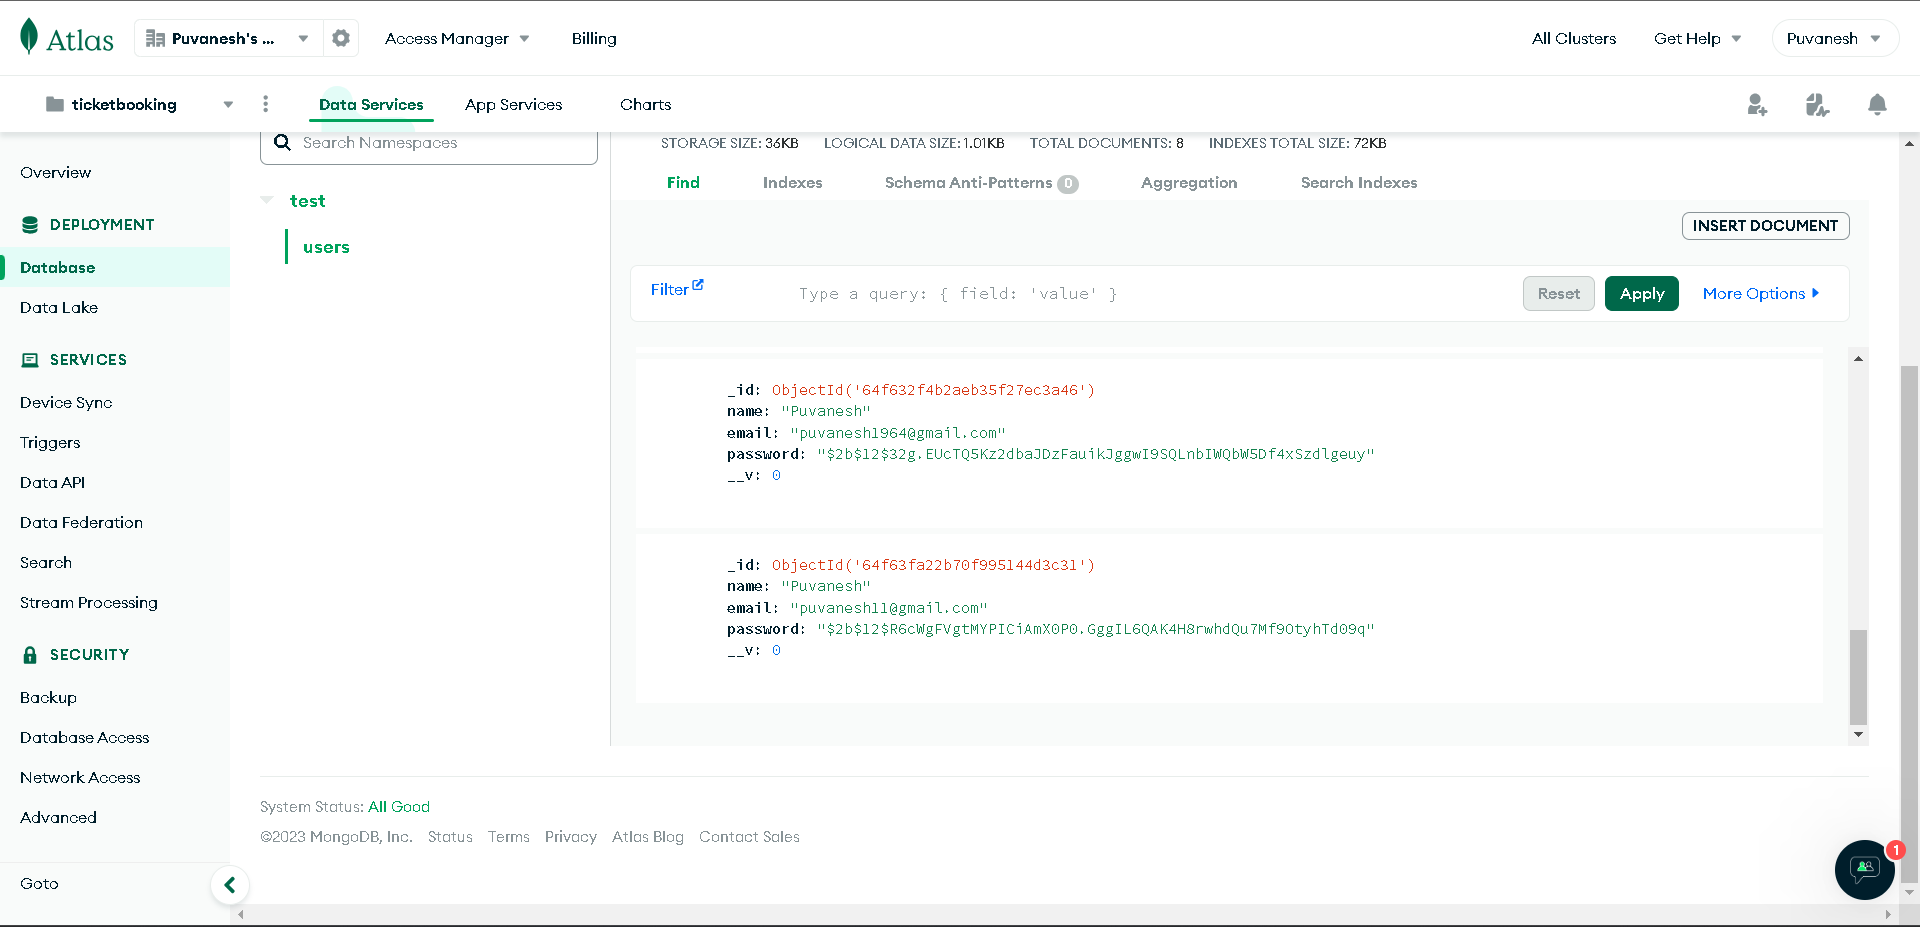 Atlas
Puvanesh's ...
Access Manager
Billing
All Clusters
Get Help
Puvanesh
ticketbooking
Data Services
App Services
Charts
Overview
DEPLOYMENT
Database
Data Lake
SERVICES
Device Sync
Triggers
Data API
Data Federation
Search
Stream Processing
SECURITY
Backup
Database Access
Network Access
Advanced
Goto
Search Namespaces
test
users
STORAGE SIZE: 36KB LOGICAL DATA SIZE: 1.01KB TOTAL DOCUMENTS: 8 INDEXES TOTAL SIZE: 72KB
Find Indexes Schema Anti-Patterns 0 Aggregation Search Indexes
INSERT DOCUMENT
Filter
Type a query: { field: 'value' }
Reset
Apply
More Options
_id: ObjectId('64f632f4b2aeb35f27ec3a46')
name: "Puvanesh"
email: "puvanesh1964@gmail.com"
password: "$2b$12$32g.EUcTQ5Kz2dbaJDzFauikJggwI9SQLnbIWQbW5Df4xSzdlgeuy"
__v: 0
_id: ObjectId('64f63fa22b70f995144d3c31')
name: "Puvanesh"
email: "puvanesh11@gmail.com"
password: "$2b$12$R6cWgFVgtMYPICiAmX0P0.GggIL6QAK4H8rwhdQu7Mf9OtyhTd09q"
__v: 0
System Status: All Good
©2023 MongoDB, Inc. Status Terms Privacy Atlas Blog Contact Sales
1